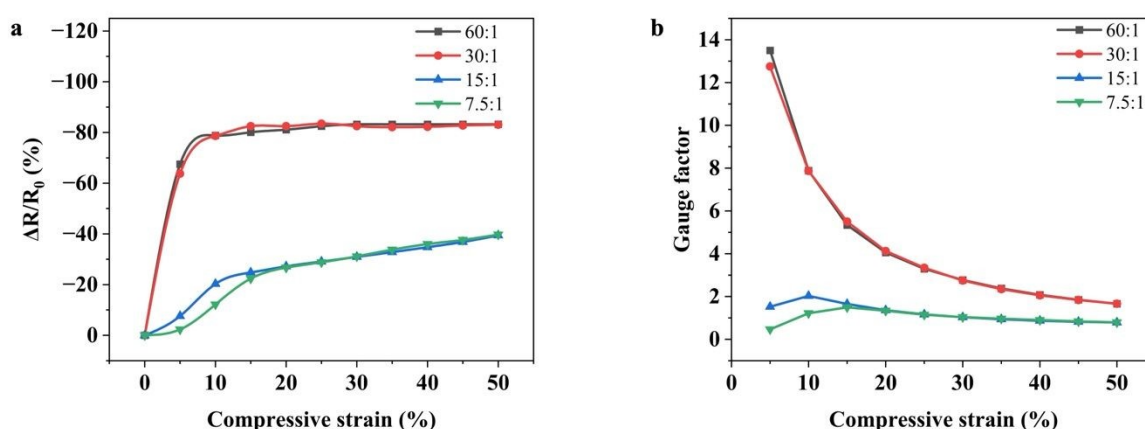 a
−120
−100
−80
−60
−40
−20
0
ΔR/R₀ (%)
60:1
30:1
15:1
7.5:1
0 10 20 30 40 50
Compressive strain (%)
b
14
12
10
8
6
4
2
0
Gauge factor
60:1
30:1
15:1
7.5:1
0 10 20 30 40 50
Compressive strain (%)